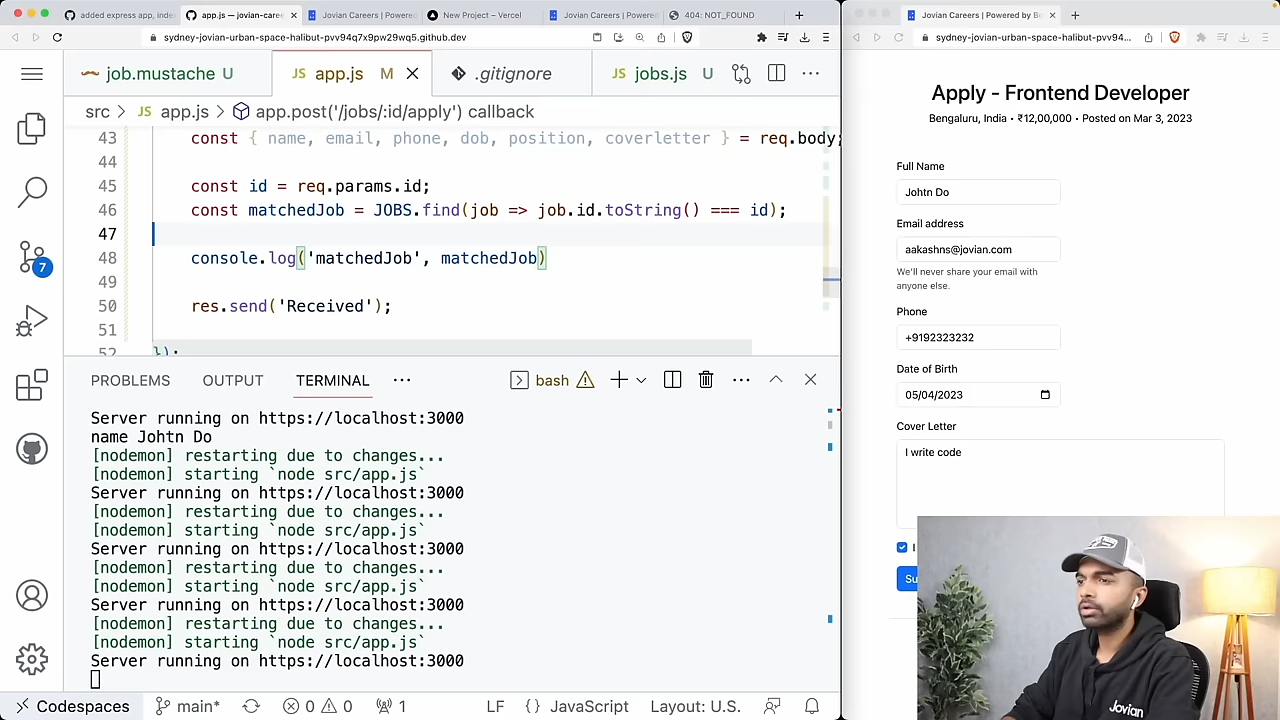 added express app, inde
app.js — jovian-care
Jovian Careers | Powered
New Project – Vercel
Jovian Careers | Powered
404: NOT_FOUND
sydney-jovian-urban-space-halibut-pvv94q7x9pw29wq5.github.dev
job.mustache U
JS app.js M
.gitignore
JS jobs.js U
src > JS app.js > app.post('/jobs/:id/apply') callback
43 const { name, email, phone, dob, position, coverletter } = req.body;
44
45 const id = req.params.id;
46 const matchedJob = JOBS.find(job => job.id.toString() === id);
47
48 console.log('matchedJob', matchedJob)
49
50 res.send('Received');
51
52 });
PROBLEMS OUTPUT TERMINAL ···
bash
Server running on https://localhost:3000
name Johtn Do
[nodemon] restarting due to changes...
[nodemon] starting `node src/app.js`
Server running on https://localhost:3000
[nodemon] restarting due to changes...
[nodemon] starting `node src/app.js`
Server running on https://localhost:3000
[nodemon] restarting due to changes...
[nodemon] starting `node src/app.js`
Server running on https://localhost:3000
[nodemon] restarting due to changes...
[nodemon] starting `node src/app.js`
Server running on https://localhost:3000
7
Codespaces main* 0 0 1 LF {} JavaScript Layout: U.S.
Jovian Careers | Powered by B
sydney-jovian-urban-space-halibut-pvv94...
Apply - Frontend Developer
Bengaluru, India • ₹12,00,000 • Posted on Mar 3, 2023
Full Name
Johtn Do
Email address
aakashns@jovian.com
We'll never share your email with
anyone else.
Phone
+9192323232
Date of Birth
05/04/2023
Cover Letter
I write code
I
Su
Jovian